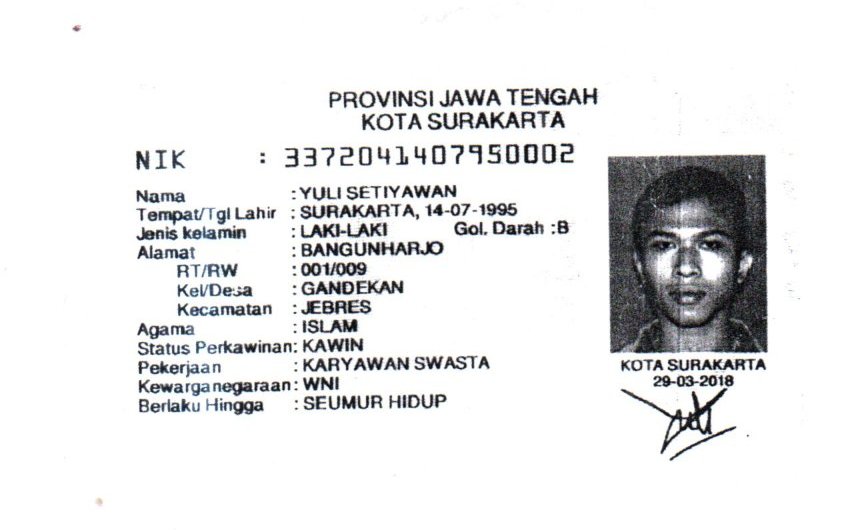 PROVINSI JAWA TENGAH
KOTA SURAKARTA
NIK : 3372041407950002
Nama : YULI SETIYAWAN
Tempat/Tgl Lahir : SURAKARTA, 14-07-1995
Jenis kelamin : LAKI-LAKI Gol. Darah : B
Alamat : BANGUNHARJO
RT/RW : 001/009
Kel/Desa : GANDEKAN
Kecamatan : JEBRES
Agama : ISLAM
Status Perkawinan: KAWIN
Pekerjaan : KARYAWAN SWASTA
Kewarganegaraan: WNI
Berlaku Hingga : SEUMUR HIDUP
KOTA SURAKARTA
29-03-2018